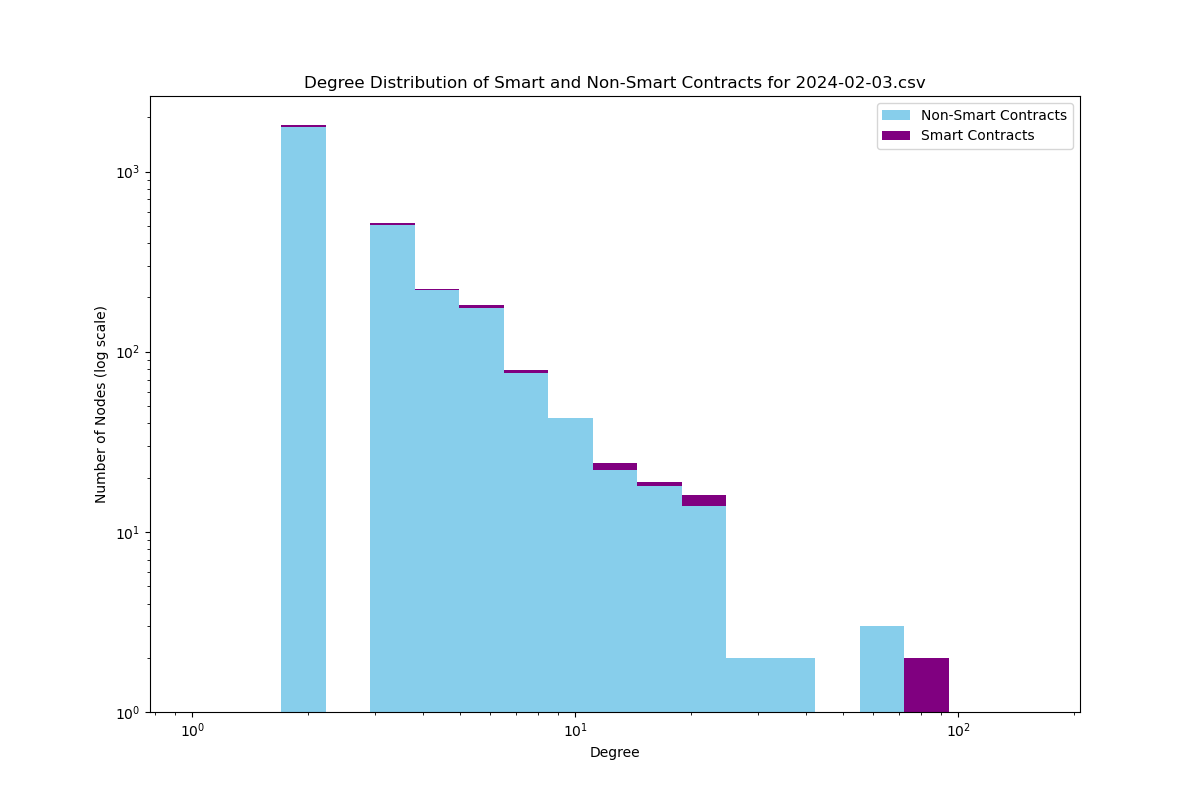 Degree Distribution of Smart and Non-Smart Contracts for 2024-02-03.csv
Non-Smart Contracts
Smart Contracts
Number of Nodes (log scale)
10³
10²
10¹
10⁰
10⁰ 10¹ 10²
Degree